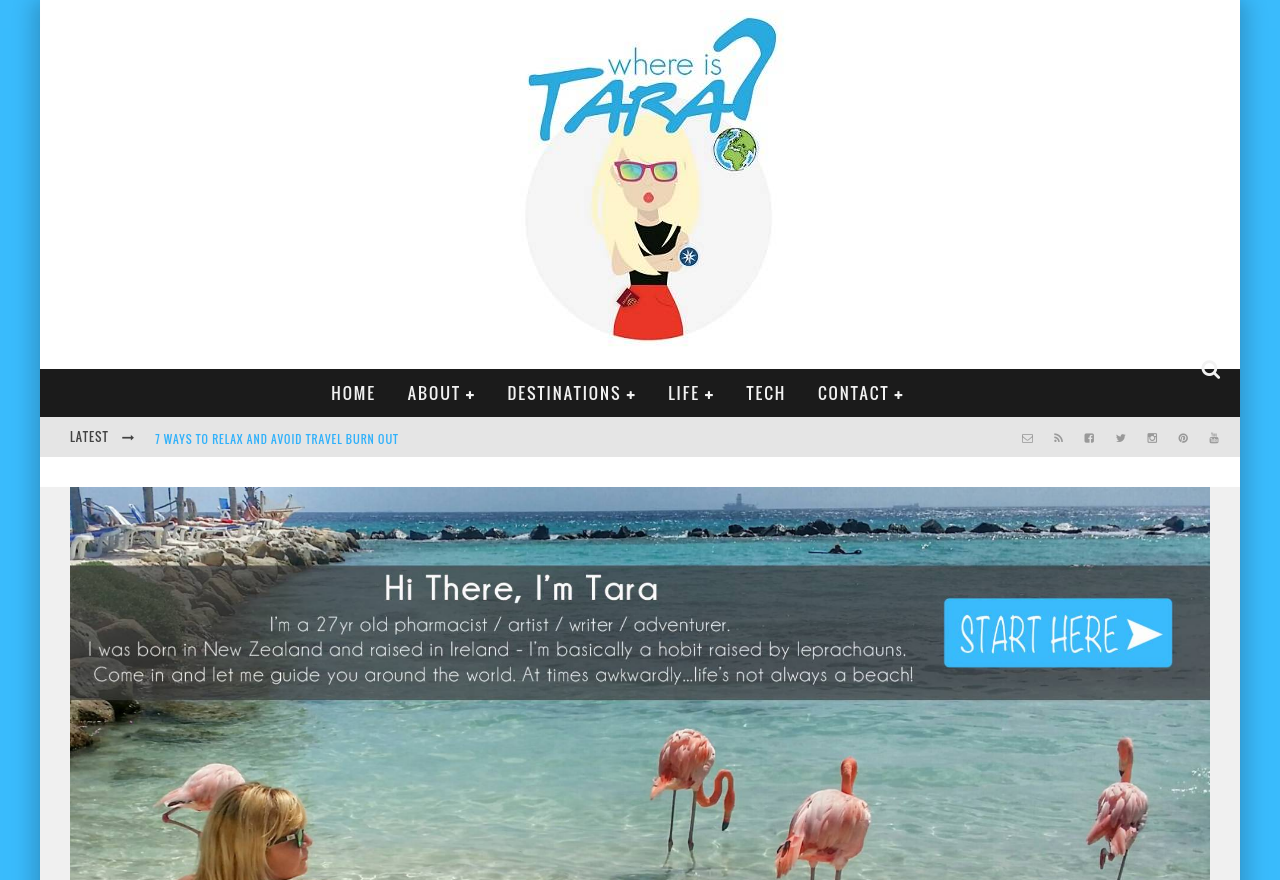 where is
TARA?
HOME ABOUT + DESTINATIONS + LIFE + TECH CONTACT +
LATEST 7 WAYS TO RELAX AND AVOID TRAVEL BURN OUT
Hi There, I'm Tara
I'm a 27yr old pharmacist / artist / writer / adventurer.
I was born in New Zealand and raised in Ireland - I'm basically a hobit raised by leprachauns.
Come in and let me guide you around the world. At times awkwardly...life's not always a beach!
START HERE